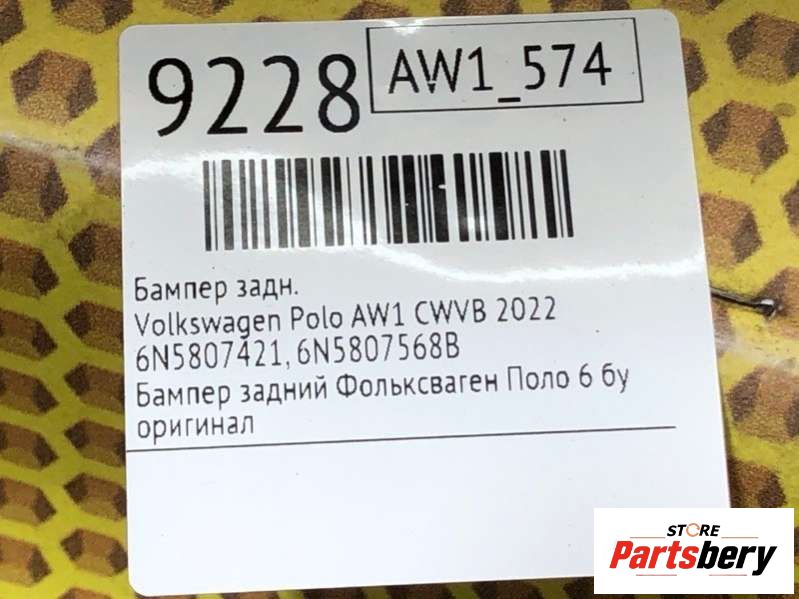 9228
AW1_574
Бампер задн.
Volkswagen Polo AW1 CWVB 2022
6N5807421, 6N5807568B
Бампер задний Фольксваген Поло 6 бу
оригинал
STORE
Partsbery